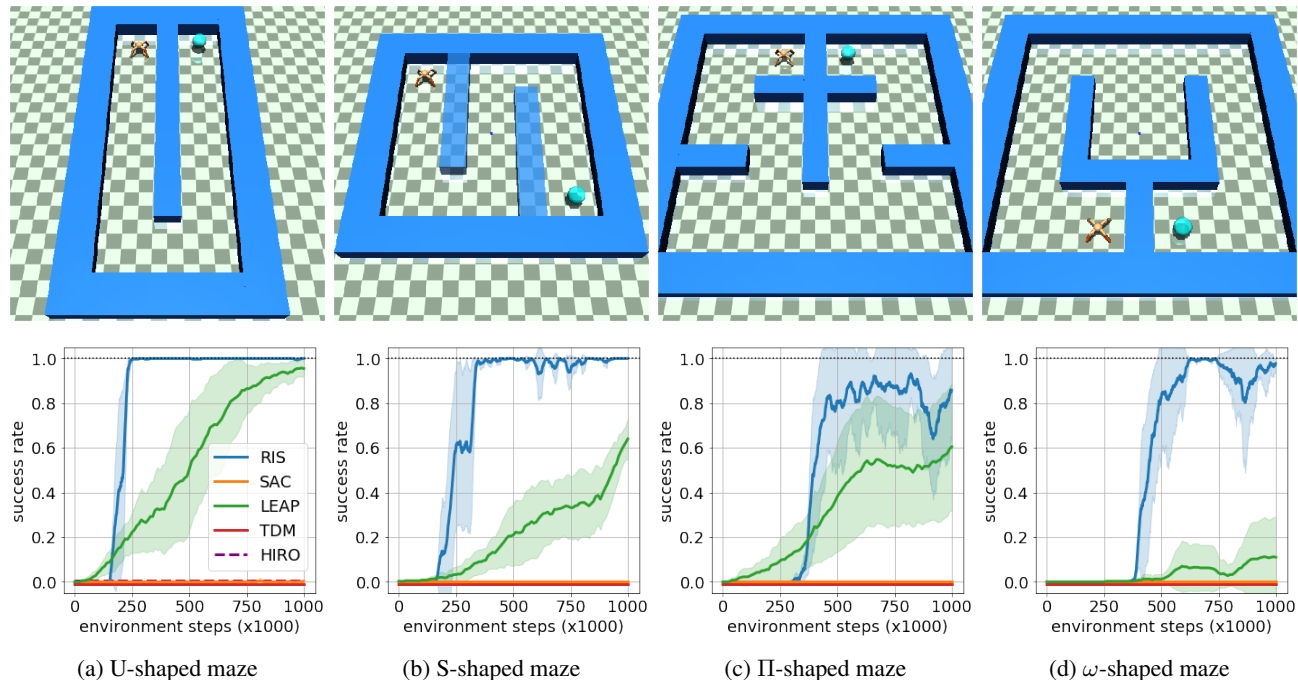 1.0
0.8
0.6
0.4
0.2
0.0
success rate
RIS
SAC
LEAP
TDM
HIRO
0 250 500 750 1000
environment steps (x1000)
(a) U-shaped maze
1.0
0.8
0.6
0.4
0.2
0.0
success rate
0 250 500 750 1000
environment steps (x1000)
(b) S-shaped maze
1.0
0.8
0.6
0.4
0.2
0.0
success rate
0 250 500 750 1000
environment steps (x1000)
(c) Π-shaped maze
1.0
0.8
0.6
0.4
0.2
0.0
success rate
0 250 500 750 1000
environment steps (x1000)
(d) ω-shaped maze